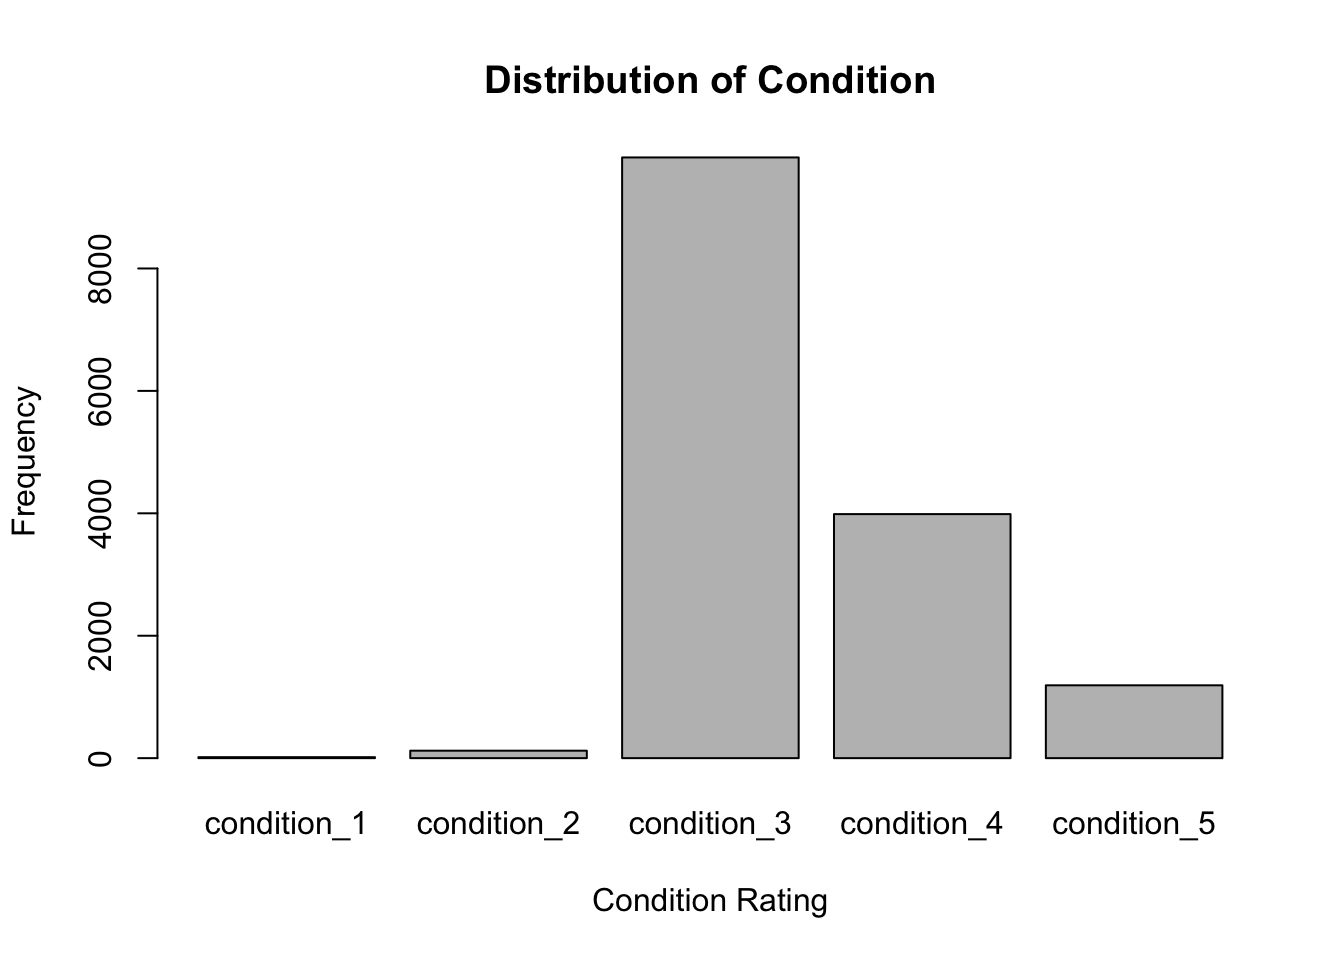 Distribution of Condition
Frequency
8000
6000
4000
2000
0
condition_1 condition_2 condition_3 condition_4 condition_5
Condition Rating